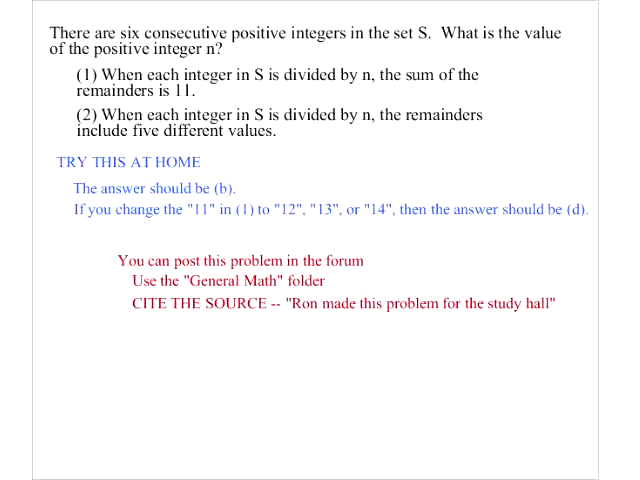 There are six consecutive positive integers in the set S.  What is the value
of the positive integer n?
(1) When each integer in S is divided by n, the sum of the
remainders is 11.
(2) When each integer in S is divided by n, the remainders
include five different values.
TRY THIS AT HOME
The answer should be (b).
If you change the "11" in (1) to "12", "13", or "14", then the answer should be (d).
You can post this problem in the forum
Use the "General Math" folder
CITE THE SOURCE -- "Ron made this problem for the study hall"